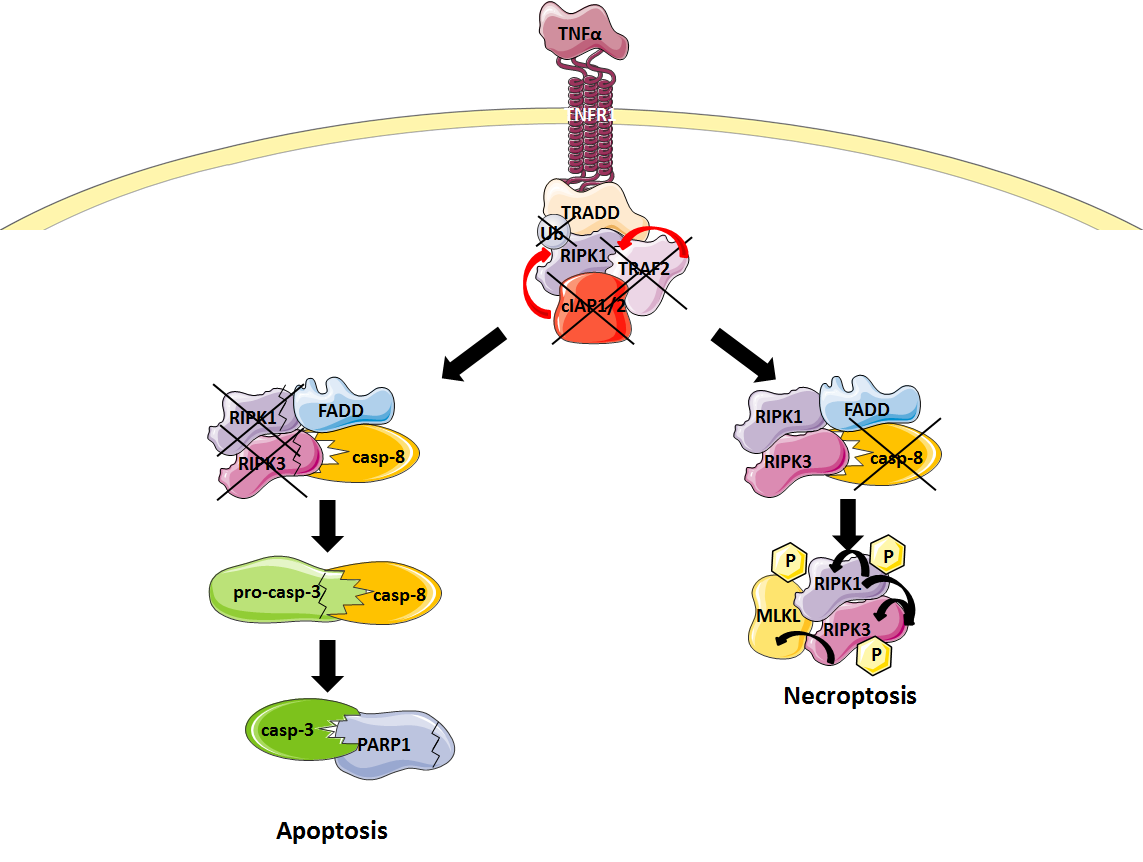 TNFα
TNFR1
TRADD
Ub
RIPK1
TRAF2
cIAP1/2
RIPK1
FADD
RIPK3
casp-8
RIPK1
FADD
RIPK3
casp-8
pro-casp-3
casp-8
P
P
RIPK1
MLKL
RIPK3
P
Necroptosis
casp-3
PARP1
Apoptosis